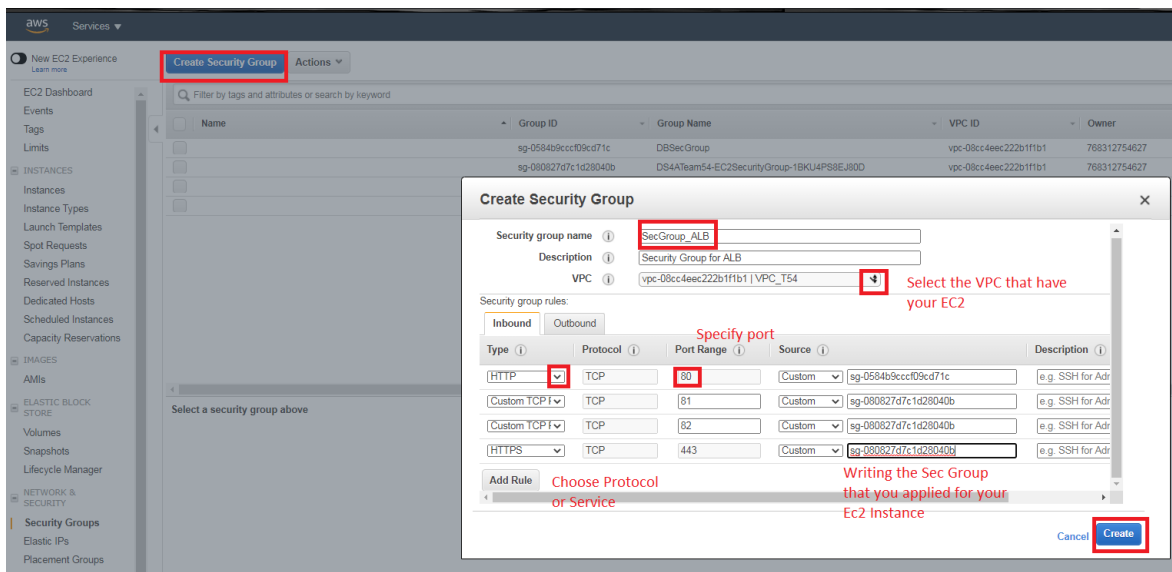 aws
Services
New EC2 Experience
Learn more
EC2 Dashboard
Events
Tags
Limits
INSTANCES
Instances
Instance Types
Launch Templates
Spot Requests
Savings Plans
Reserved Instances
Dedicated Hosts
Scheduled Instances
Capacity Reservations
IMAGES
AMIs
ELASTIC BLOCK
STORE
Volumes
Snapshots
Lifecycle Manager
NETWORK &
SECURITY
Security Groups
Elastic IPs
Placement Groups
Create Security Group Actions
Filter by tags and attributes or search by keyword
Name Group ID Group Name VPC ID Owner
sg-0584b9cccf09cd71c DBSecGroup vpc-08cc4eec222b1f1b1 768312754627
sg-080827d7c1d28040b DS4ATeam54-EC2SecurityGroup-1BKU4PS8EJ80D vpc-08cc4eec222b1f1b1 768312754627
Select a security group above
Create Security Group
Security group name SecGroup_ALB
Description Security Group for ALB
VPC vpc-08cc4eec222b1f1b1 | VPC_T54
Select the VPC that have
your EC2
Security group rules:
Inbound Outbound
Specify port
Type Protocol Port Range Source Description
HTTP TCP 80 Custom sg-0584b9cccf09cd71c e.g. SSH for Adr
Custom TCP TCP 81 Custom sg-080827d7c1d28040b e.g. SSH for Adr
Custom TCP TCP 82 Custom sg-080827d7c1d28040b e.g. SSH for Adr
HTTPS TCP 443 Custom sg-080827d7c1d28040b e.g. SSH for Adr
Add Rule
Choose Protocol
or Service
Writing the Sec Group
that you applied for your
Ec2 Instance
Cancel Create